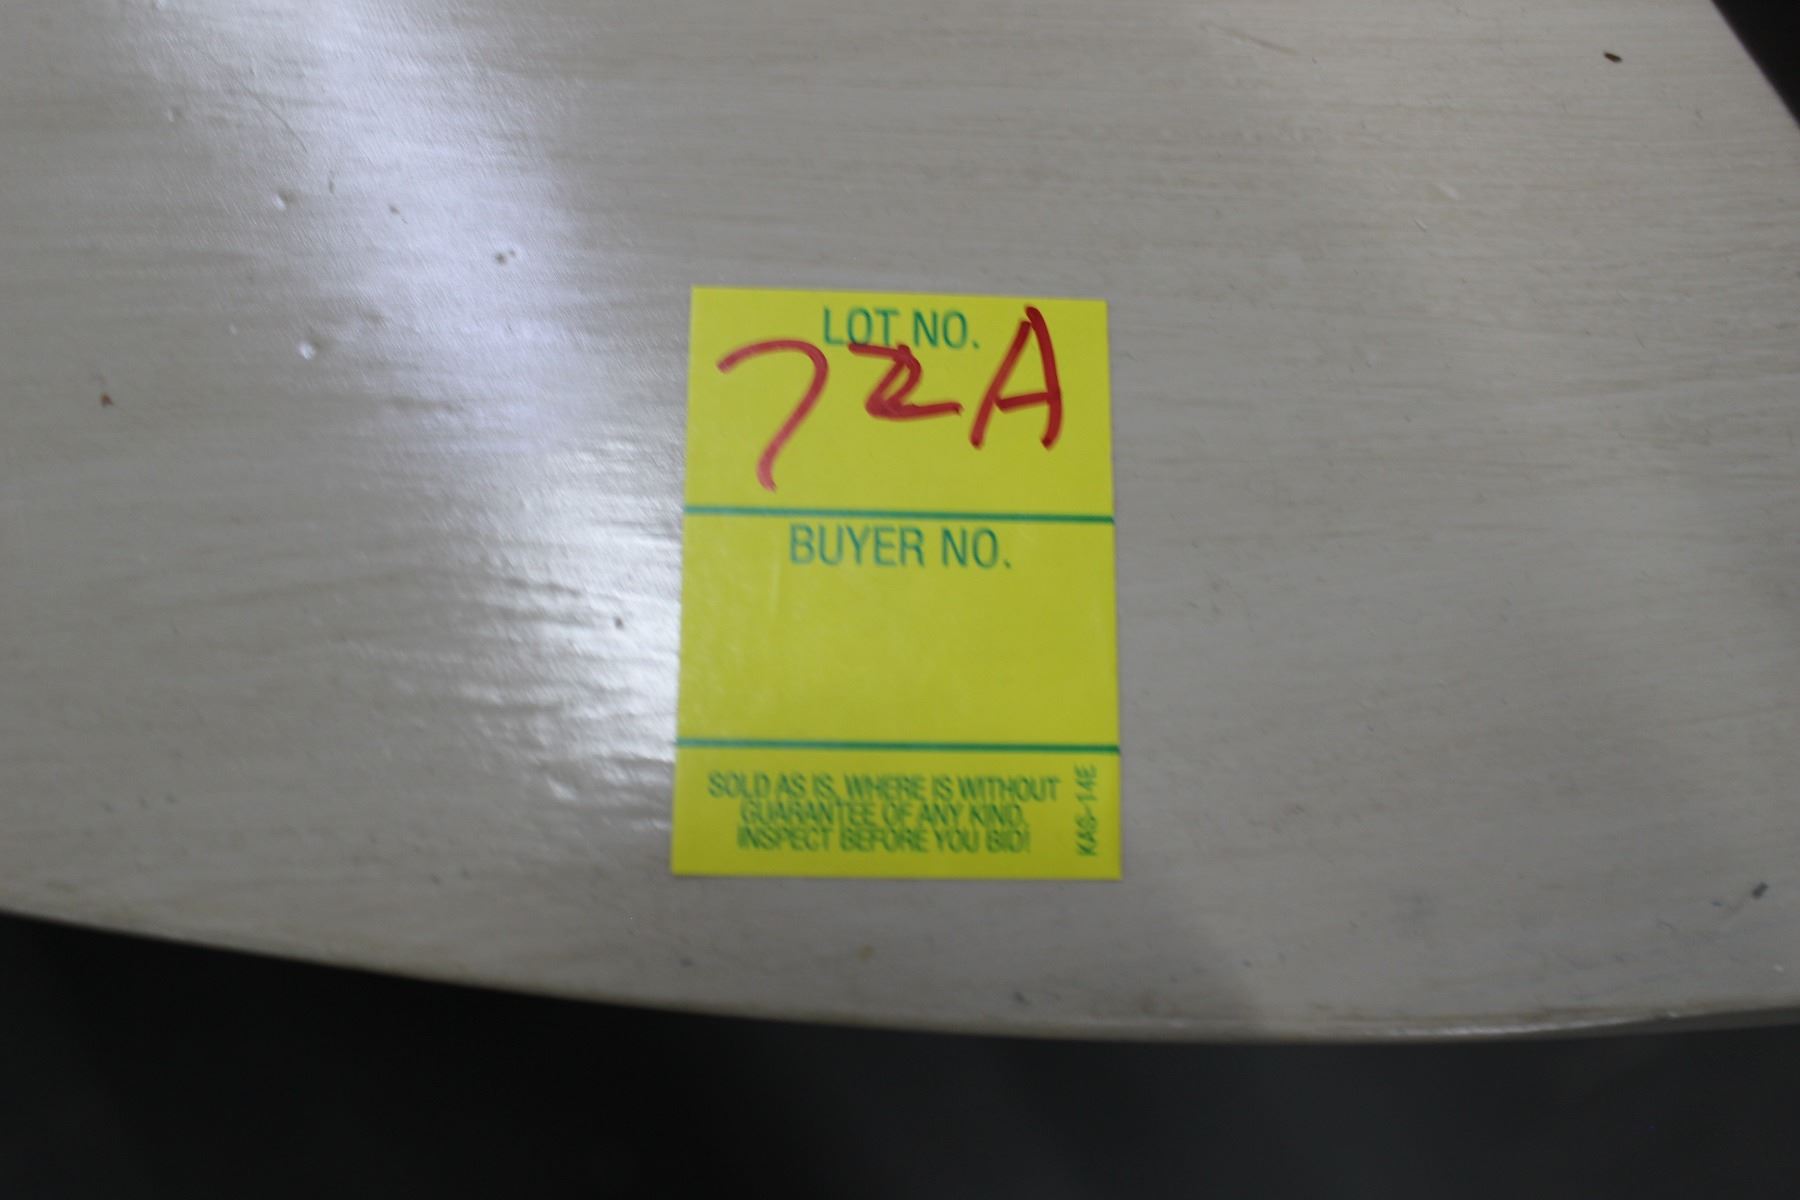 LOT NO.
72A
BUYER NO.
SOLD AS IS, WHERE IS WITHOUT
GUARANTEE OF ANY KIND.
INSPECT BEFORE YOU BID!
KAG-14E